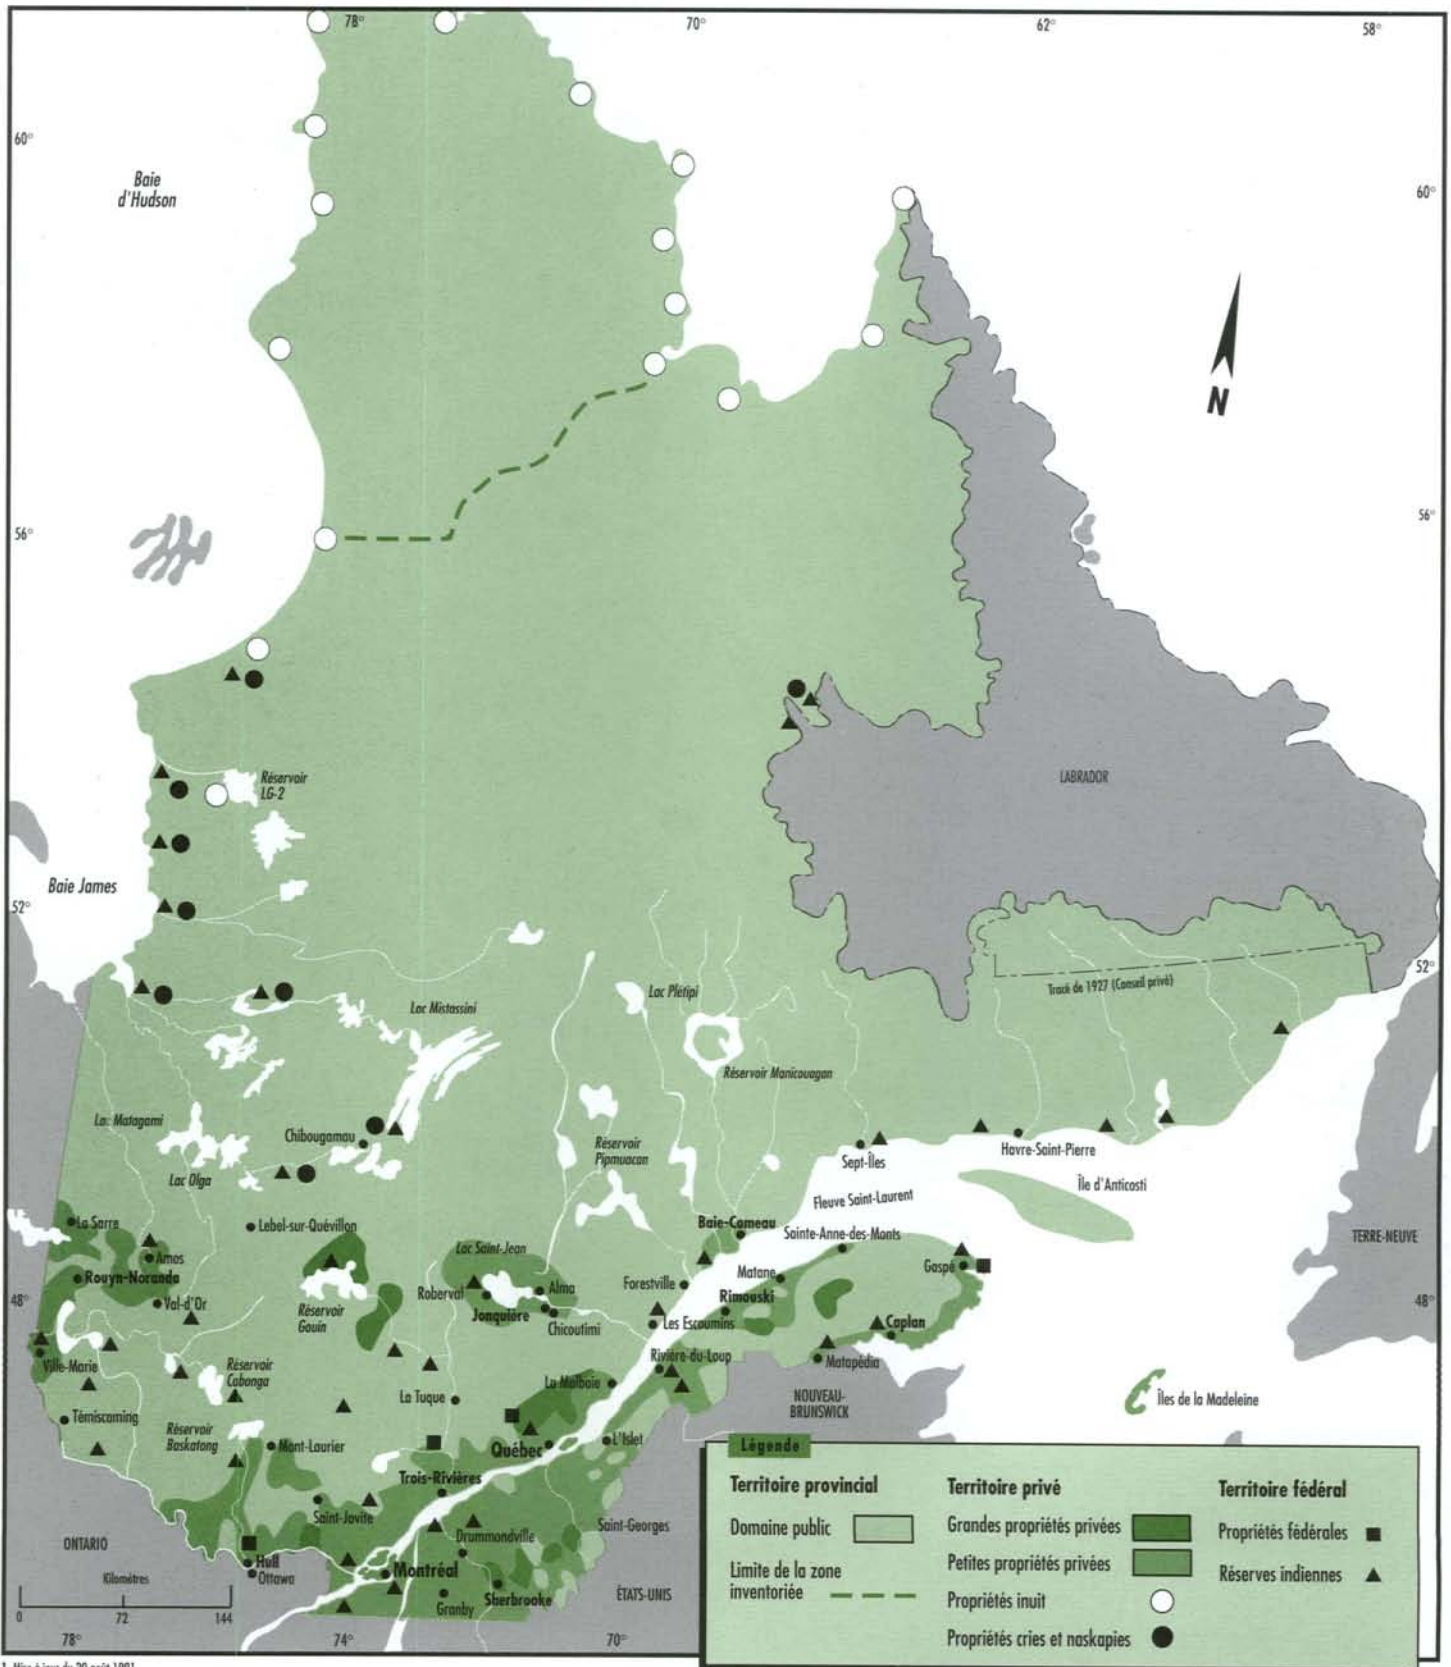 78°
70°
62°
58°
60°
Baie
d'Hudson
60°
N
56°
56°
Réservoir
LG-2
LABRADOR
Baie James
52°
52°
Tracé de 1927 (Conseil privé)
Lac Mistassini
Lac Plétipi
Réservoir Manicouagan
Lac Matagami
Chibougamau
Réservoir
Pipmuacan
Sept-Îles
Havre-Saint-Pierre
Lac Olga
Île d'Anticosti
Fleuve Saint-Laurent
La Sarre
Lebel-sur-Quévillon
Baie-Comeau
Sainte-Anne-des-Monts
TERRE-NEUVE
Amos
Lac Saint-Jean
Gaspé
Rouyn-Noranda
Matane
Forestville
Roberval
Alma
Rimouski
48°
48°
Val-d'Or
Réservoir
Gouin
Jonquière
Chicoutimi
Les Escoumins
Caplan
Ville-Marie
Réservoir
Cabonga
Rivière-du-Loup
Matapédia
La Malbaie
La Tuque
NOUVEAU-
BRUNSWICK
Îles de la Madeleine
Témiscaming
Réservoir
Baskatong
Mont-Laurier
Québec
L'Islet
Trois-Rivières
Saint-Jovite
Saint-Georges
Drummondville
ONTARIO
Hull
Ottawa
Montréal
Kilomètres
0 72 144
Granby
Sherbrooke
ÉTATS-UNIS
78°
74°
70°
Légende
Territoire provincial
Domaine public
Limite de la zone
inventoriée
Territoire privé
Grandes propriétés privées
Petites propriétés privées
Propriétés inuit
Propriétés cries et naskapies
Territoire fédéral
Propriétés fédérales
Réserves indiennes